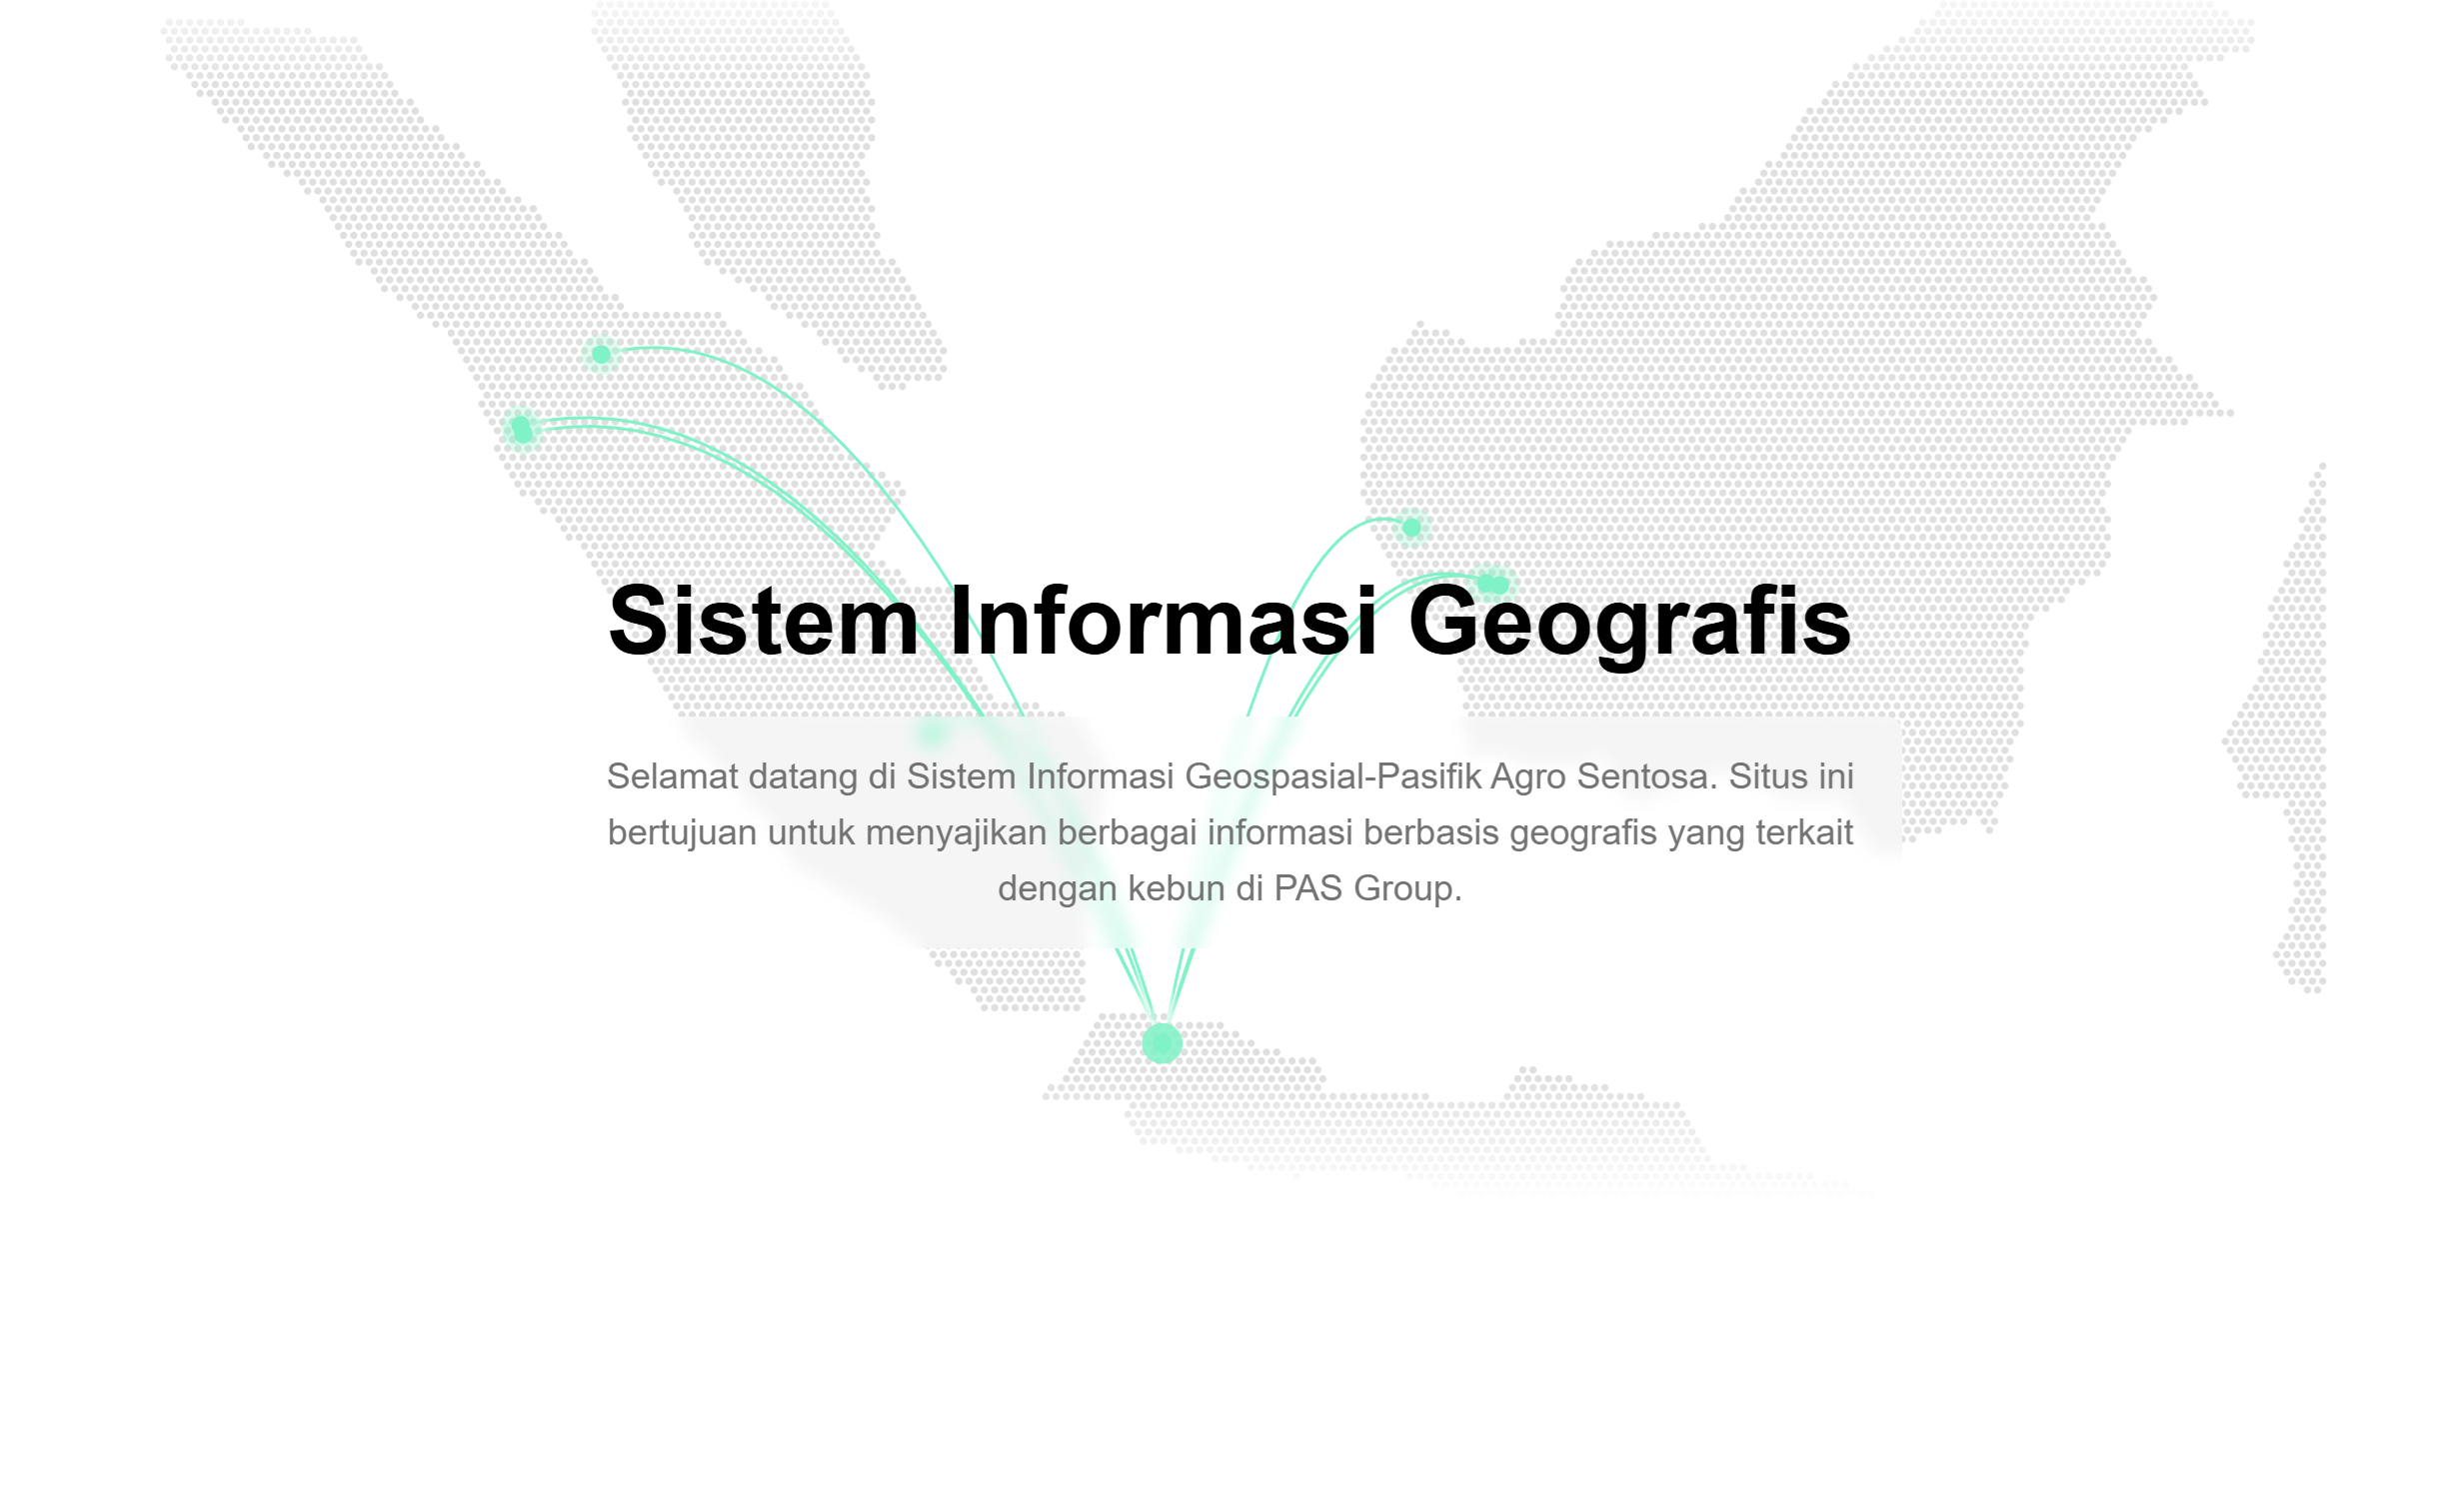 Sistem Informasi Geografis
Selamat datang di Sistem Informasi Geospasial-Pasifik Agro Sentosa. Situs ini
bertujuan untuk menyajikan berbagai informasi berbasis geografis yang terkait
dengan kebun di PAS Group.